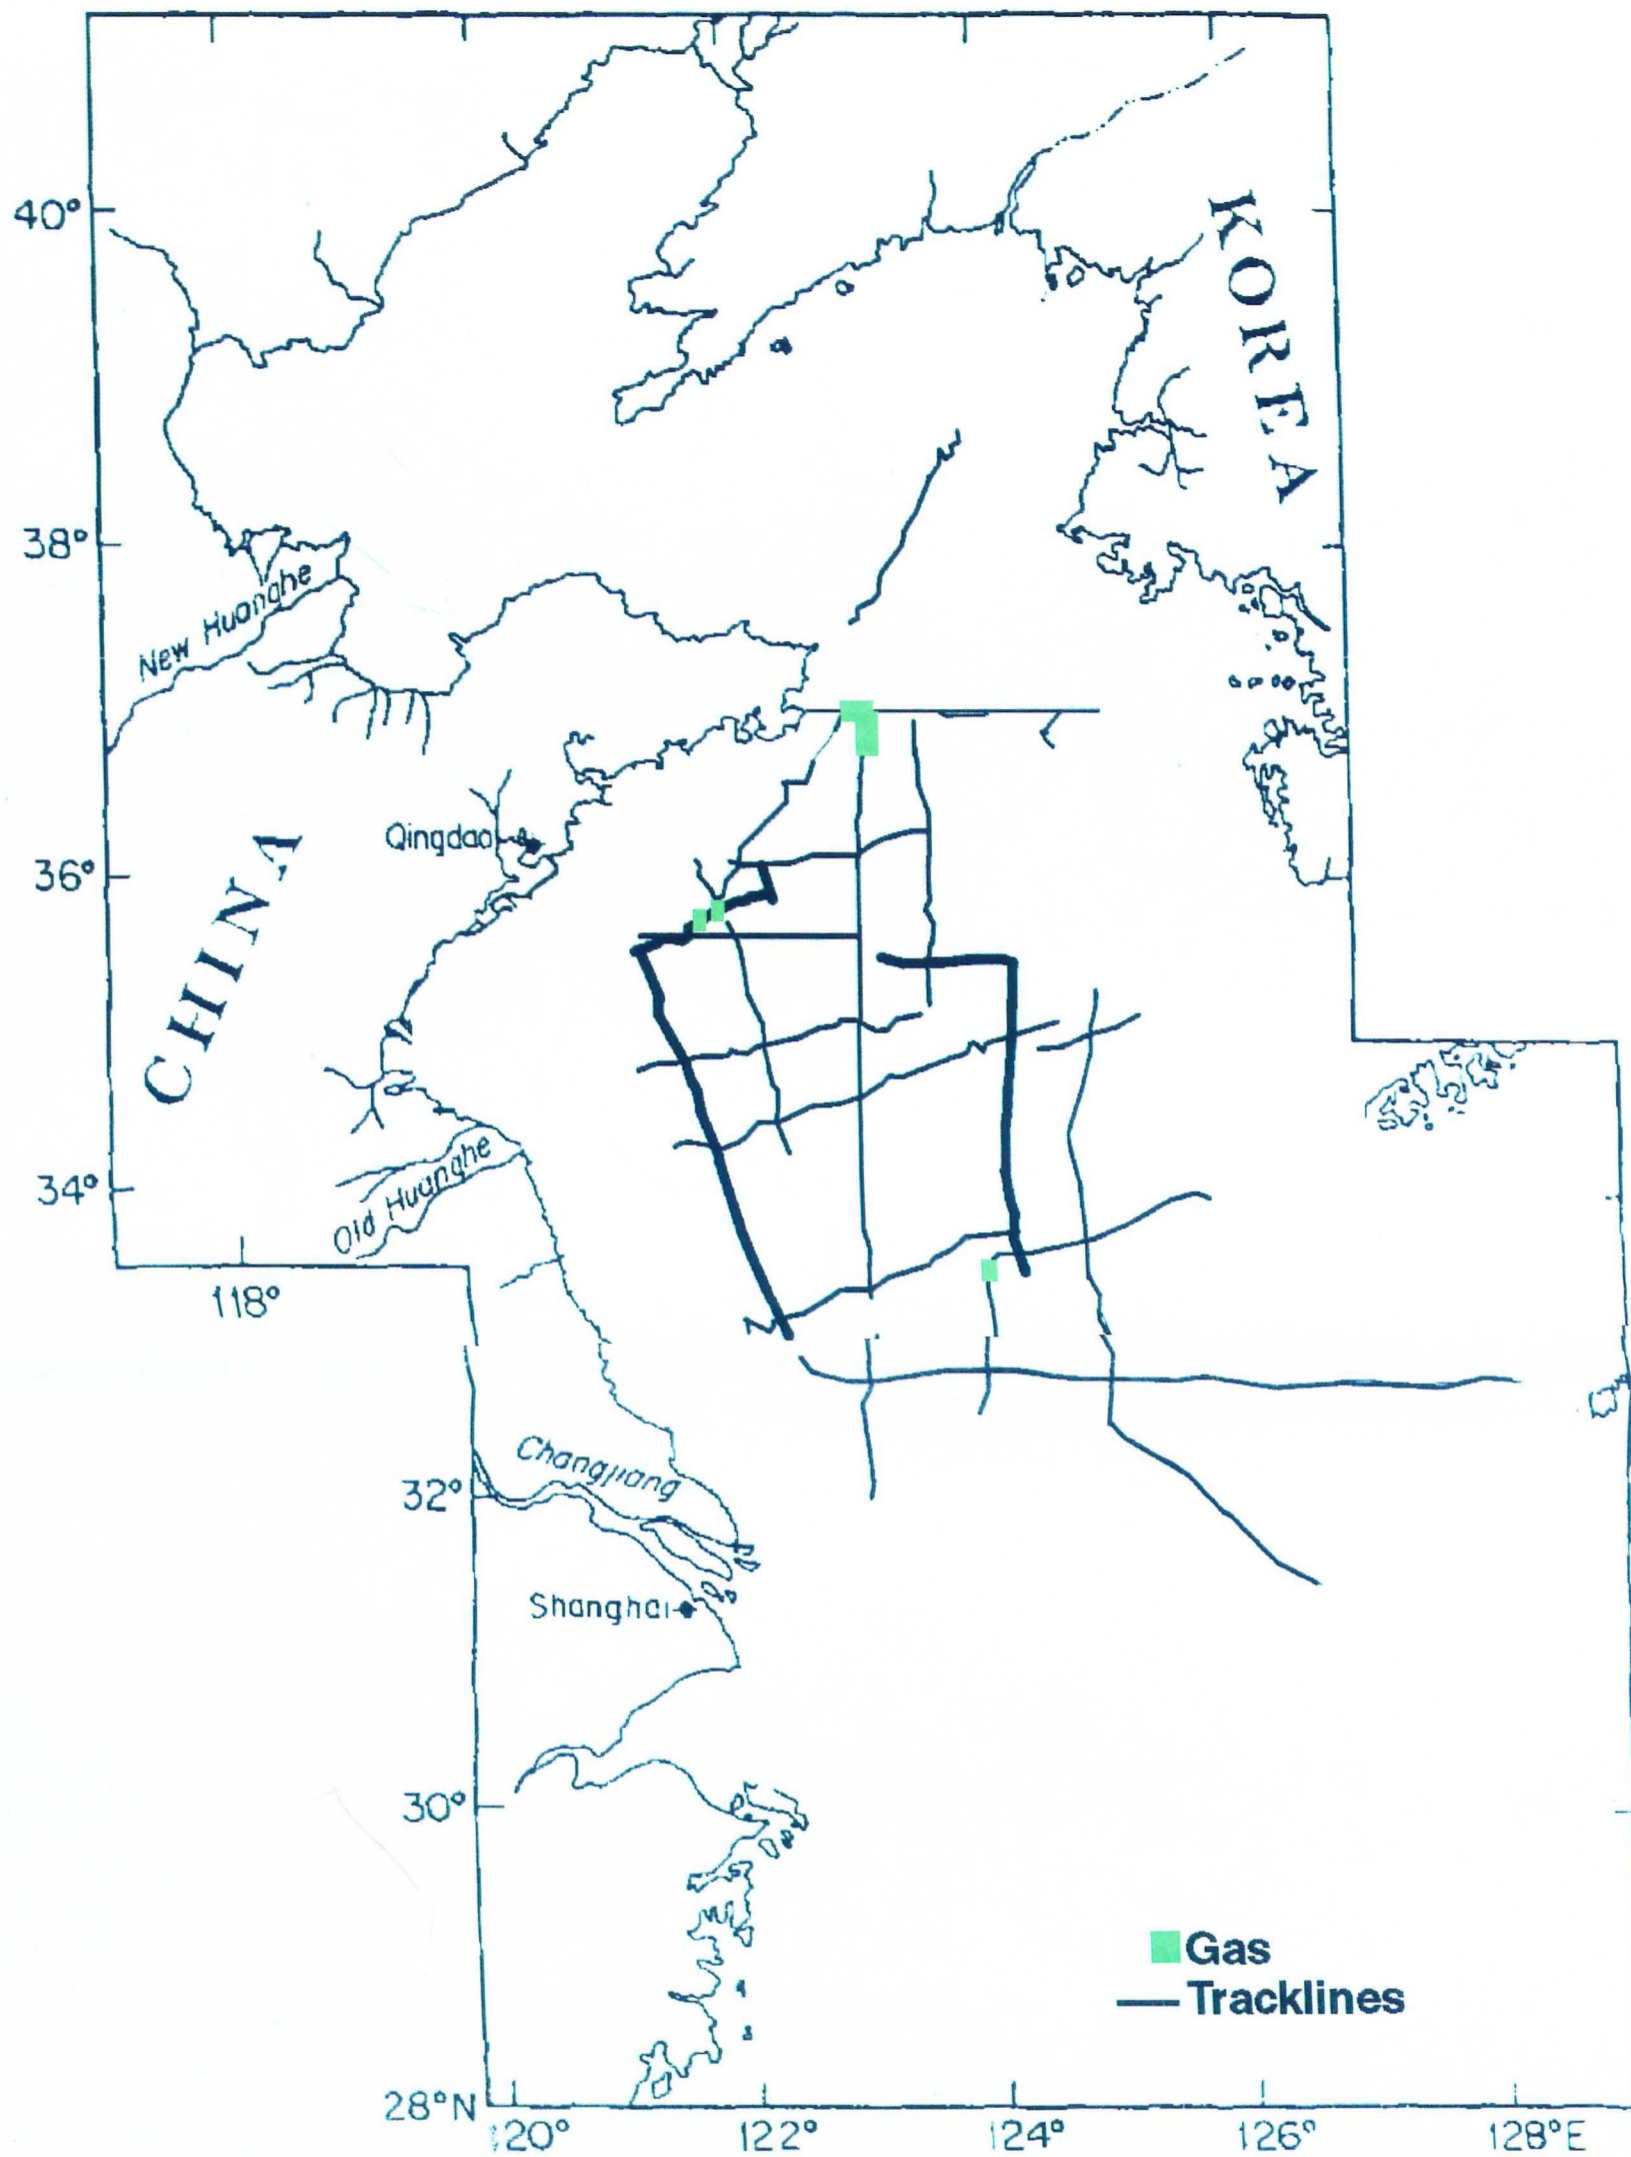 40°
KOREA
38°
New Huanghe
Qingdao
36°
CHINA
34°
Old Huanghe
118°
Changjiang
32°
Shanghai
30°
Gas
Tracklines
28°N
120°
122°
124°
126°
128°E